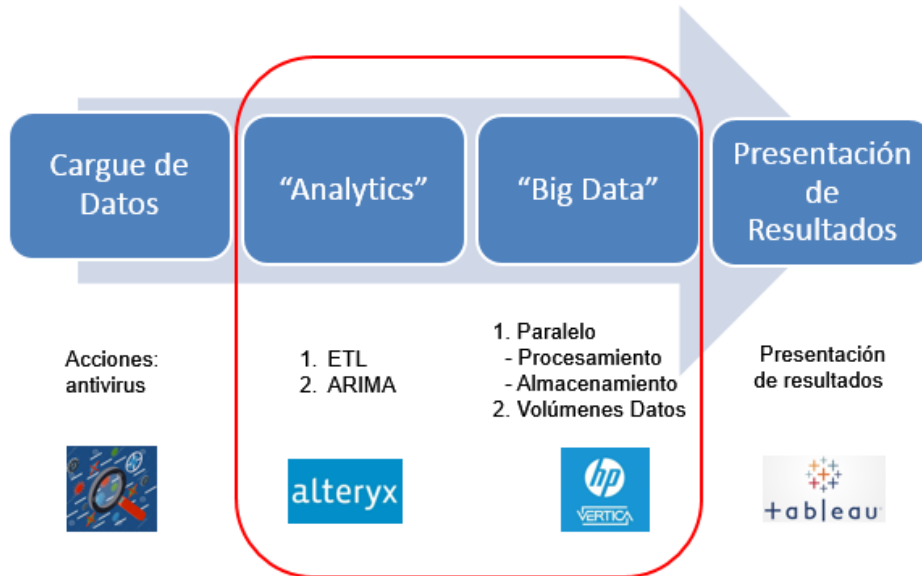 Cargue de
Datos
“Analytics”
“Big Data”
Presentación
de
Resultados
Acciones:
antivirus
1. ETL
2. ARIMA
1. Paralelo
- Procesamiento
- Almacenamiento
2. Volúmenes Datos
Presentación
de resultados
alteryx
hp
VERTICA
+ableau